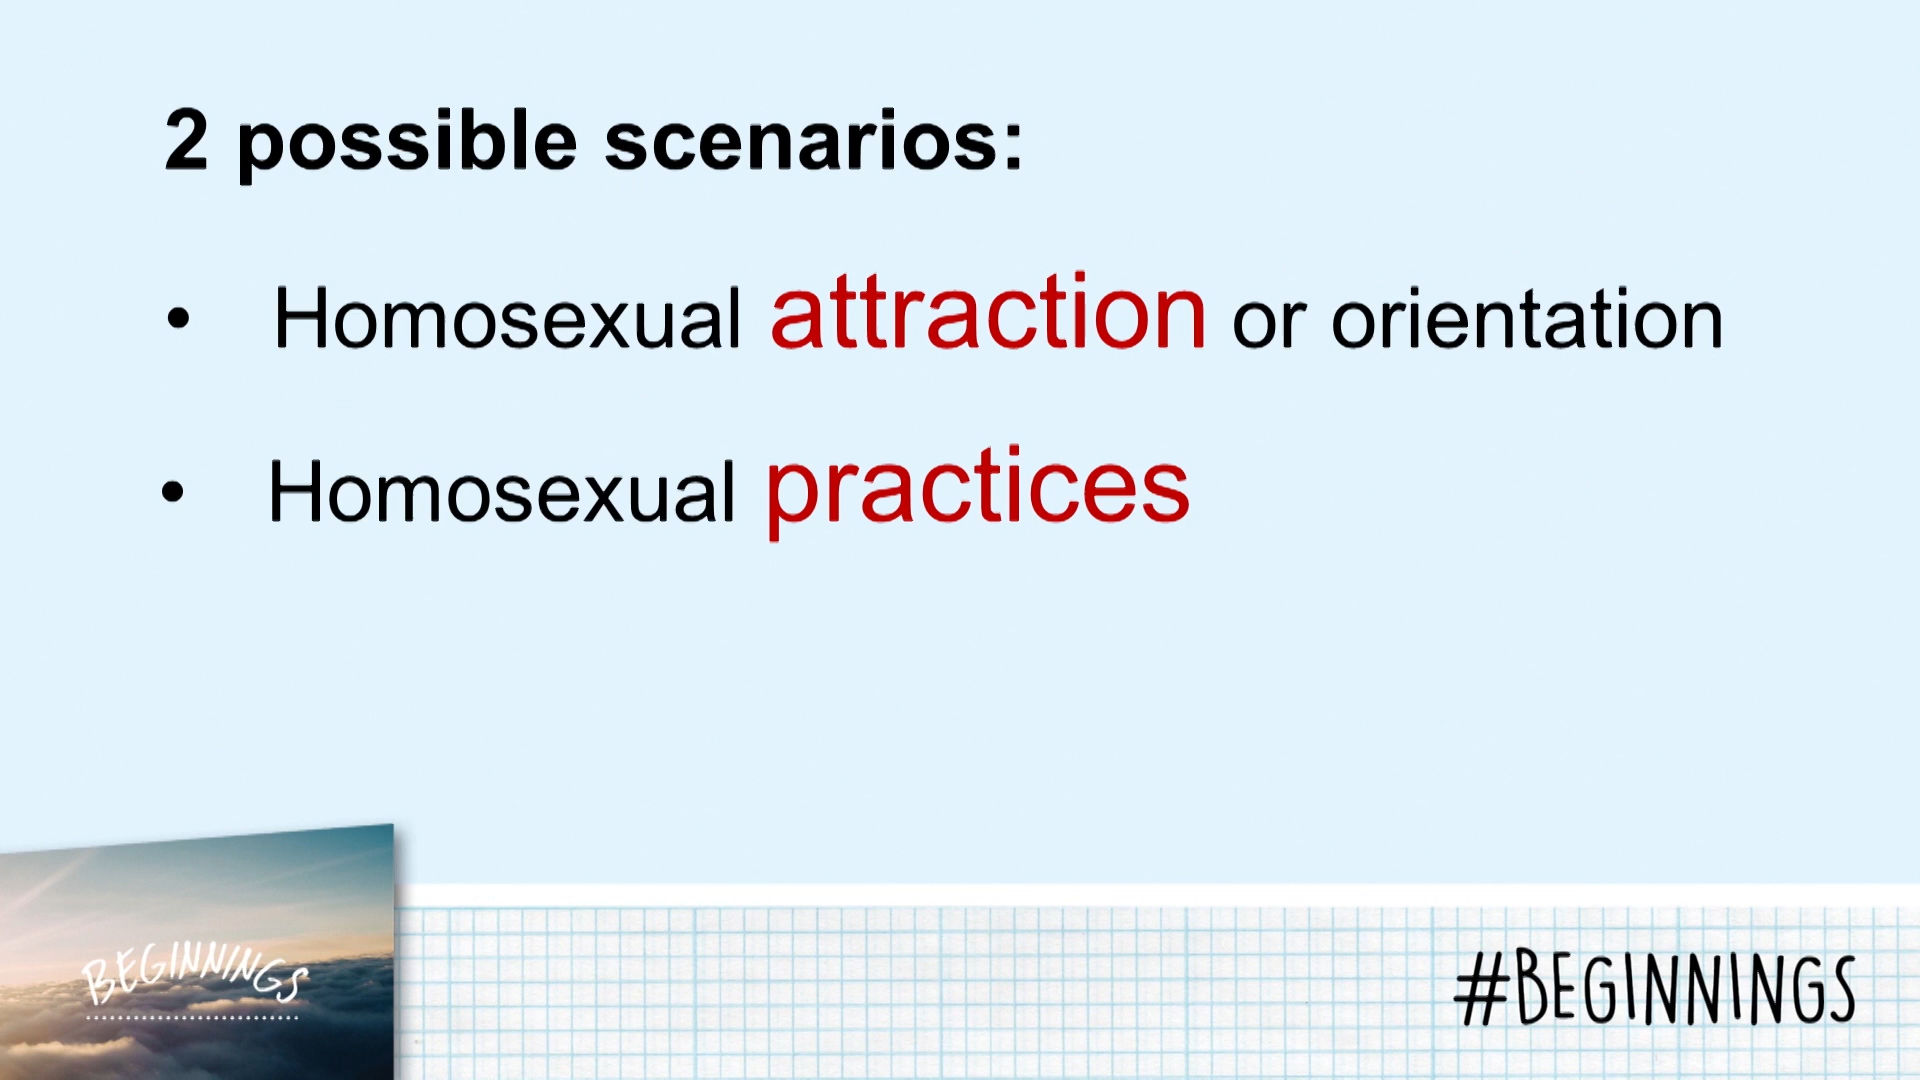 2 possible scenarios:
• Homosexual attraction or orientation
• Homosexual practices
BEGINNINGS
#BEGINNINGS